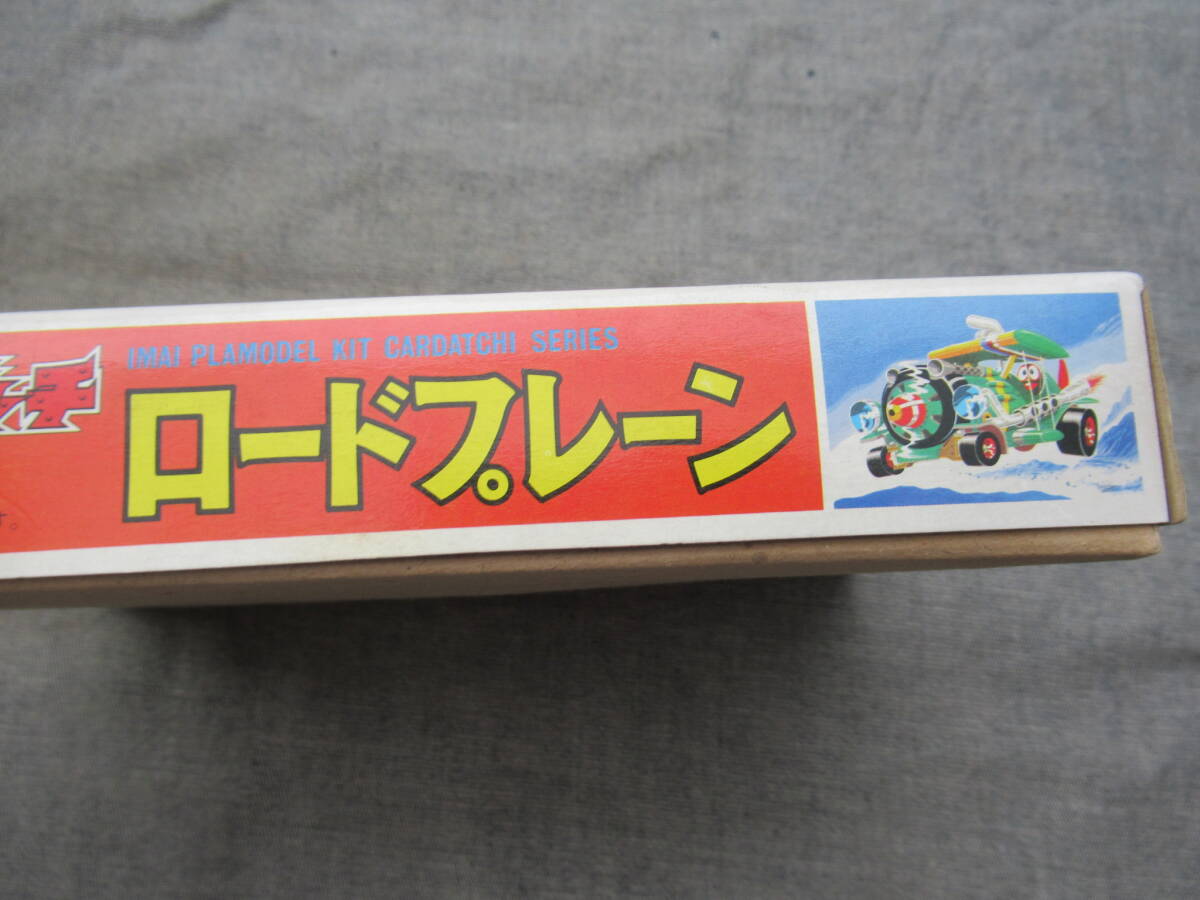 IMAI PLAMODEL KIT CARDATCHI SERIES
ロードプレーン
。